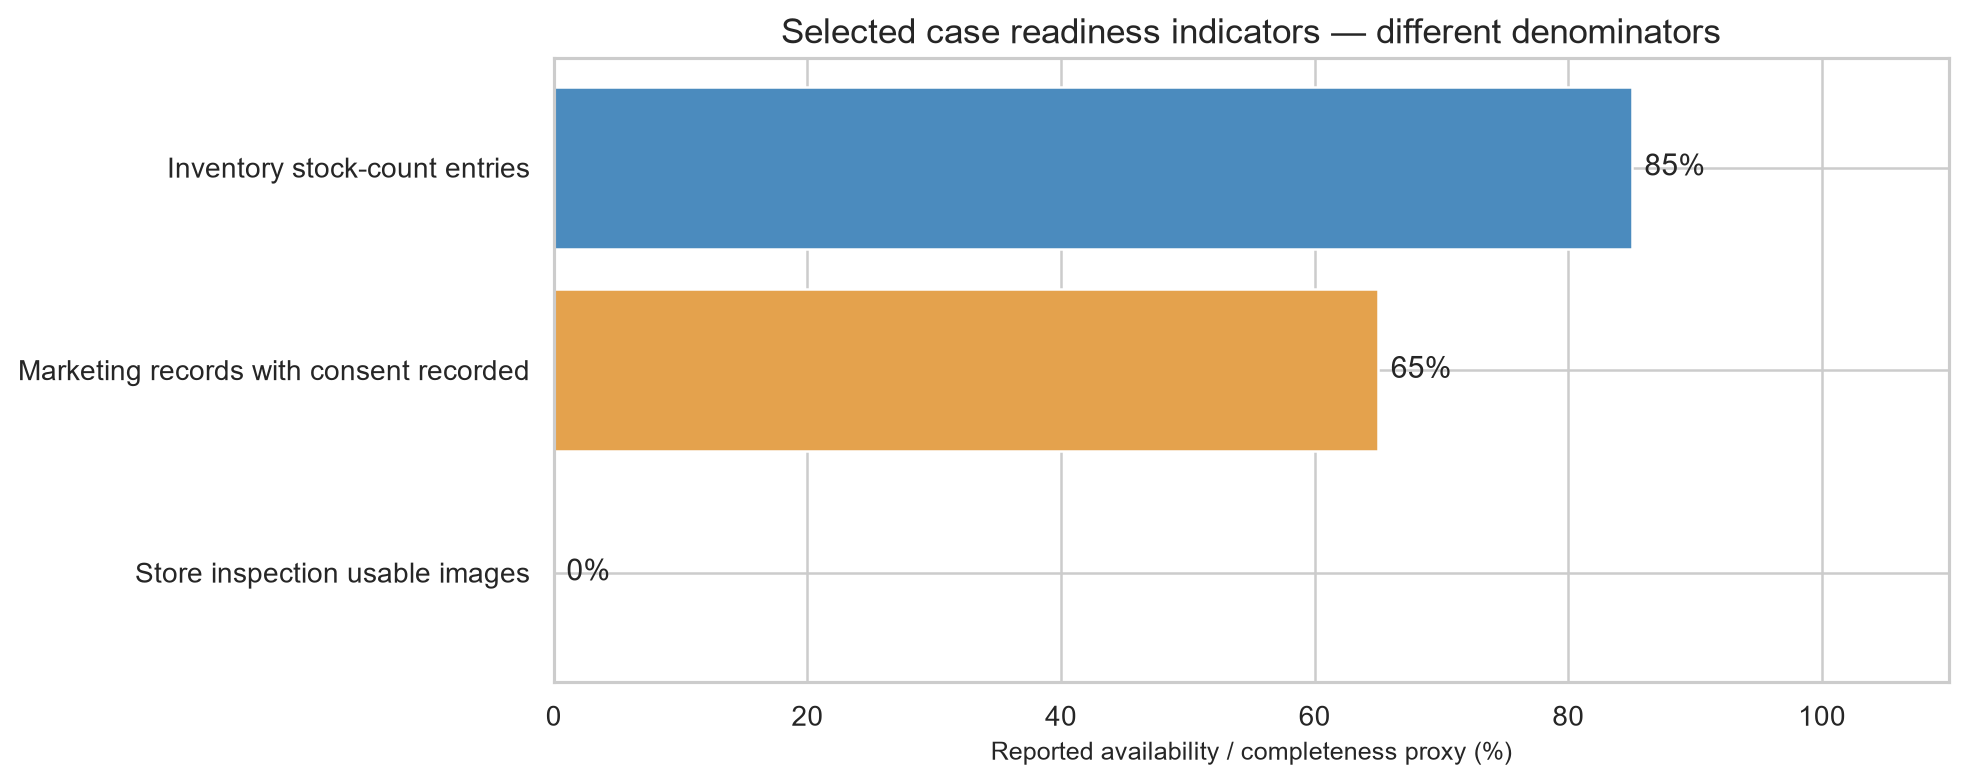 Selected case readiness indicators — different denominators
Inventory stock-count entries
85%
Marketing records with consent recorded
65%
Store inspection usable images
0%
0 20 40 60 80 100
Reported availability / completeness proxy (%)